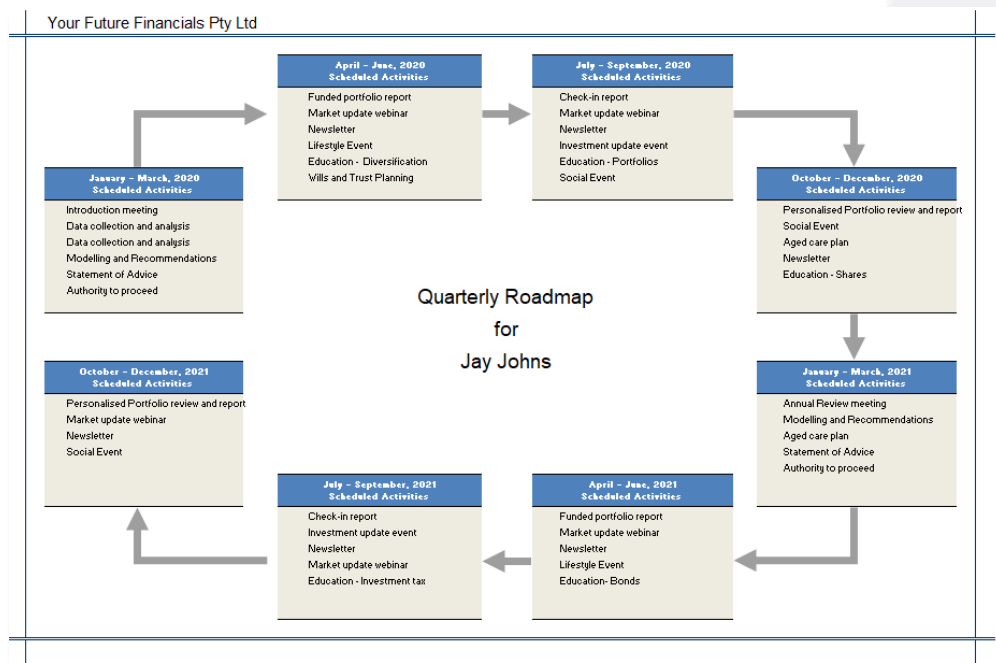 Your Future Financials Pty Ltd
January - March, 2020
Scheduled Activities
Introduction meeting
Data collection and analysis
Data collection and analysis
Modelling and Recommendations
Statement of Advice
Authority to proceed
April - June, 2020
Scheduled Activities
Funded portfolio report
Market update webinar
Newsletter
Lifestyle Event
Education - Diversification
Wills and Trust Planning
July - September, 2020
Scheduled Activities
Check-in report
Market update webinar
Newsletter
Investment update event
Education - Portfolios
Social Event
October - December, 2020
Scheduled Activities
Personalised Portfolio review and report
Social Event
Aged care plan
Newsletter
Education - Shares
Quarterly Roadmap
for
Jay Johns
January - March, 2021
Scheduled Activities
Annual Review meeting
Modelling and Recommendations
Aged care plan
Statement of Advice
Authority to proceed
April - June, 2021
Scheduled Activities
Funded portfolio report
Market update webinar
Newsletter
Lifestyle Event
Education- Bonds
July - September, 2021
Scheduled Activities
Check-in report
Investment update event
Newsletter
Market update webinar
Education - Investment tax
October - December, 2021
Scheduled Activities
Personalised Portfolio review and report
Market update webinar
Newsletter
Social Event